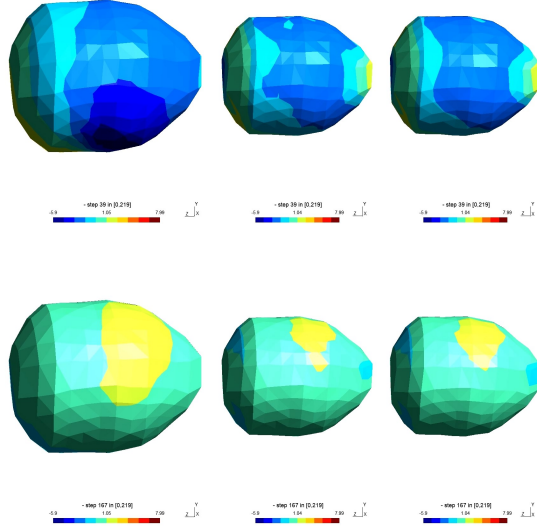 - step 39 in [0,219]
-5.9 1.05 7.99
Y
Z X
- step 39 in [0,219]
-5.9 1.04 7.99
Y
Z X
- step 39 in [0,219]
-5.9 1.04 7.99
Y
Z X
- step 167 in [0,219]
-5.9 1.05 7.99
Y
Z X
- step 167 in [0,219]
-5.9 1.04 7.99
Y
Z X
- step 167 in [0,219]
-5.9 1.04 7.99
Y
Z X